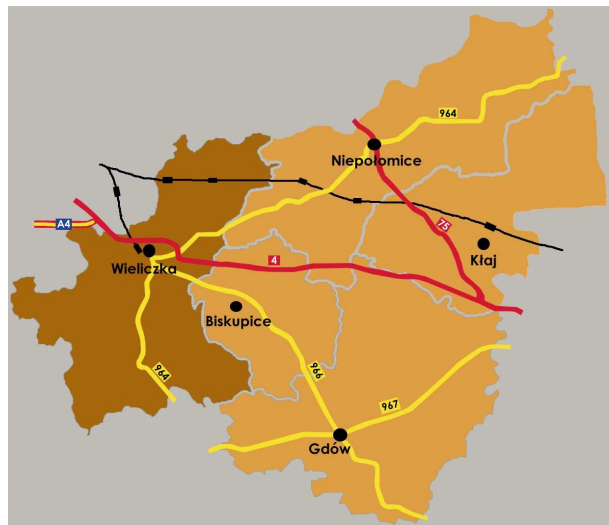 964
Niepołomice
75
A4
Kłaj
Wieliczka
4
Biskupice
964
966
967
Gdów